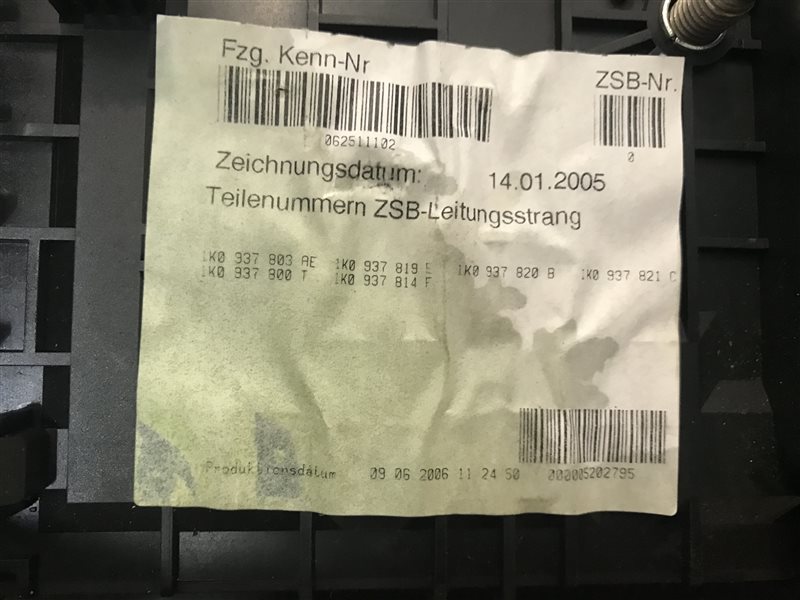 Fzg. Kenn-Nr
ZSB-Nr.
062511102
0
Zeichnungsdatum: 14.01.2005
Teilenummern ZSB-Leitungsstrang
1K0 937 803 AE 1K0 937 819 E 1K0 937 820 B 1K0 937 821 C
1K0 937 800 T 1K0 937 814 F
Produktionsdatum 09 06 2006 11 24 50 000005202795